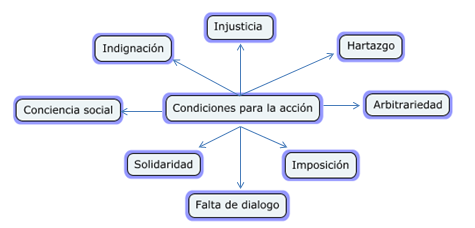 Injusticia
Indignación
Hartazgo
Conciencia social
Condiciones para la acción
Arbitrariedad
Solidaridad
Imposición
Falta de dialogo